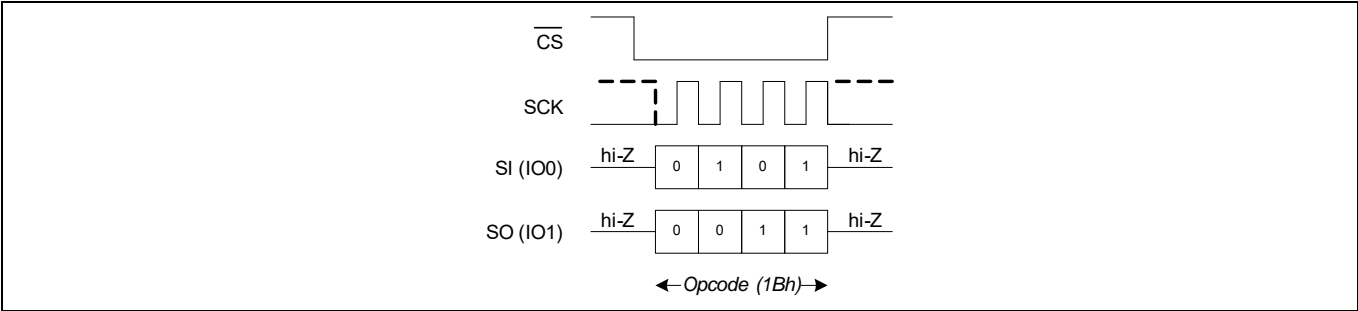 CS
SCK
hi-Z 0 1 0 1 hi-Z
SI (IO0)
hi-Z 0 0 1 1 hi-Z
SO (IO1)
Opcode (1Bh)